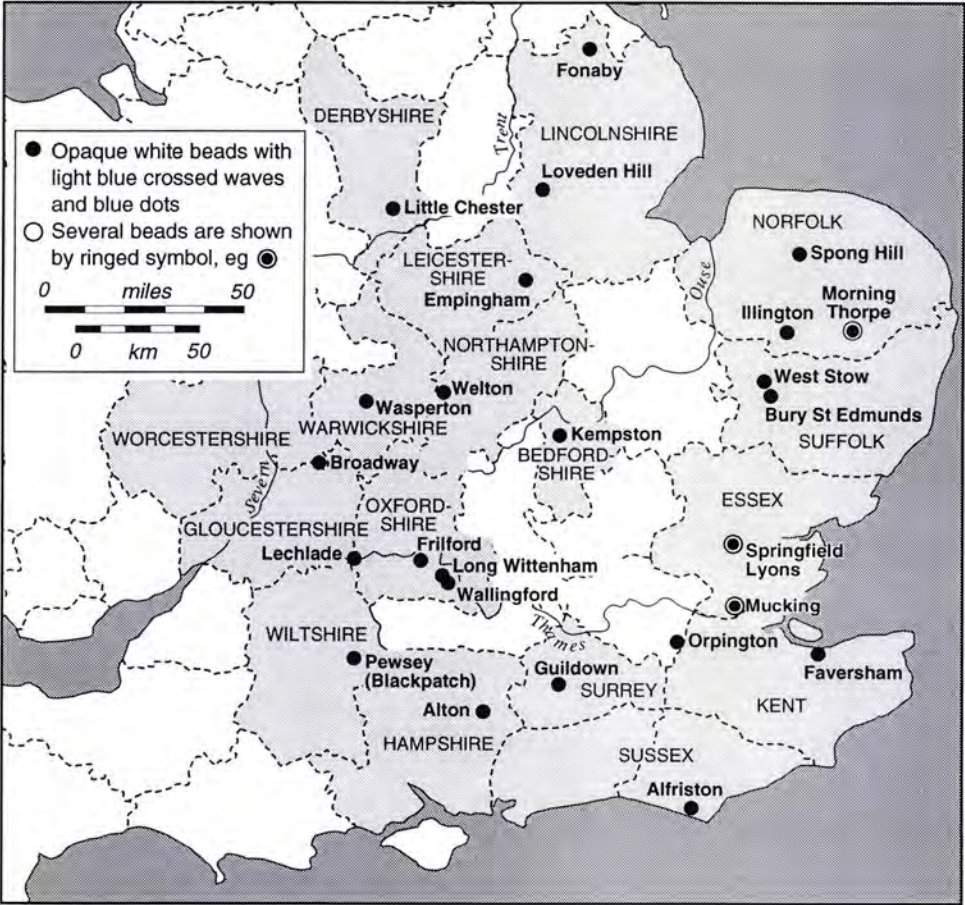 Fonaby
DERBYSHIRE
Trent
LINCOLNSHIRE
● Opaque white beads with
light blue crossed waves
and blue dots
○ Several beads are shown
by ringed symbol, eg ◉
0 miles 50
0 km 50
Loveden Hill
Little Chester
NORFOLK
LEICESTER-
SHIRE
Empingham
Spong Hill
Ouse
Illington
Morning
Thorpe
NORTHAMPTON-
SHIRE
Welton
West Stow
Wasperton
Bury St Edmunds
WARWICKSHIRE
WORCESTERSHIRE
Kempston
SUFFOLK
BEDFORD-
SHIRE
Broadway
Severn
ESSEX
OXFORD-
SHIRE
GLOUCESTERSHIRE
Frilford
Lechlade
Long Wittenham
Springfield
Lyons
Wallingford
Mucking
Thames
WILTSHIRE
Orpington
Pewsey
(Blackpatch)
Guildown
SURREY
Faversham
KENT
Alton
HAMPSHIRE
SUSSEX
Alfriston